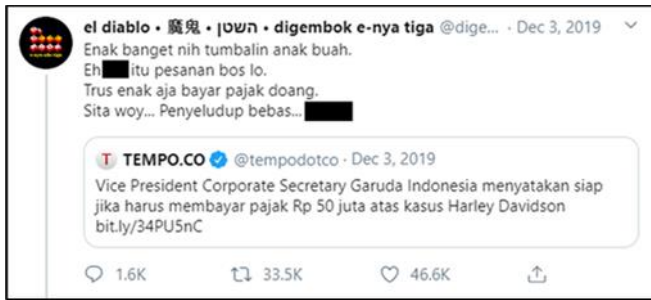 el diablo • 魔鬼 • השטן • digembok e-nya tiga @dige... · Dec 3, 2019
Enak banget nih tumbalin anak buah.
Eh itu pesanan bos lo.
Trus enak aja bayar pajak doang.
Sita woy... Penyeludup bebas...
T TEMPO.CO @tempodotco · Dec 3, 2019
Vice President Corporate Secretary Garuda Indonesia menyatakan siap
jika harus membayar pajak Rp 50 juta atas kasus Harley Davidson
bit.ly/34PU5nC
1.6K 33.5K 46.6K